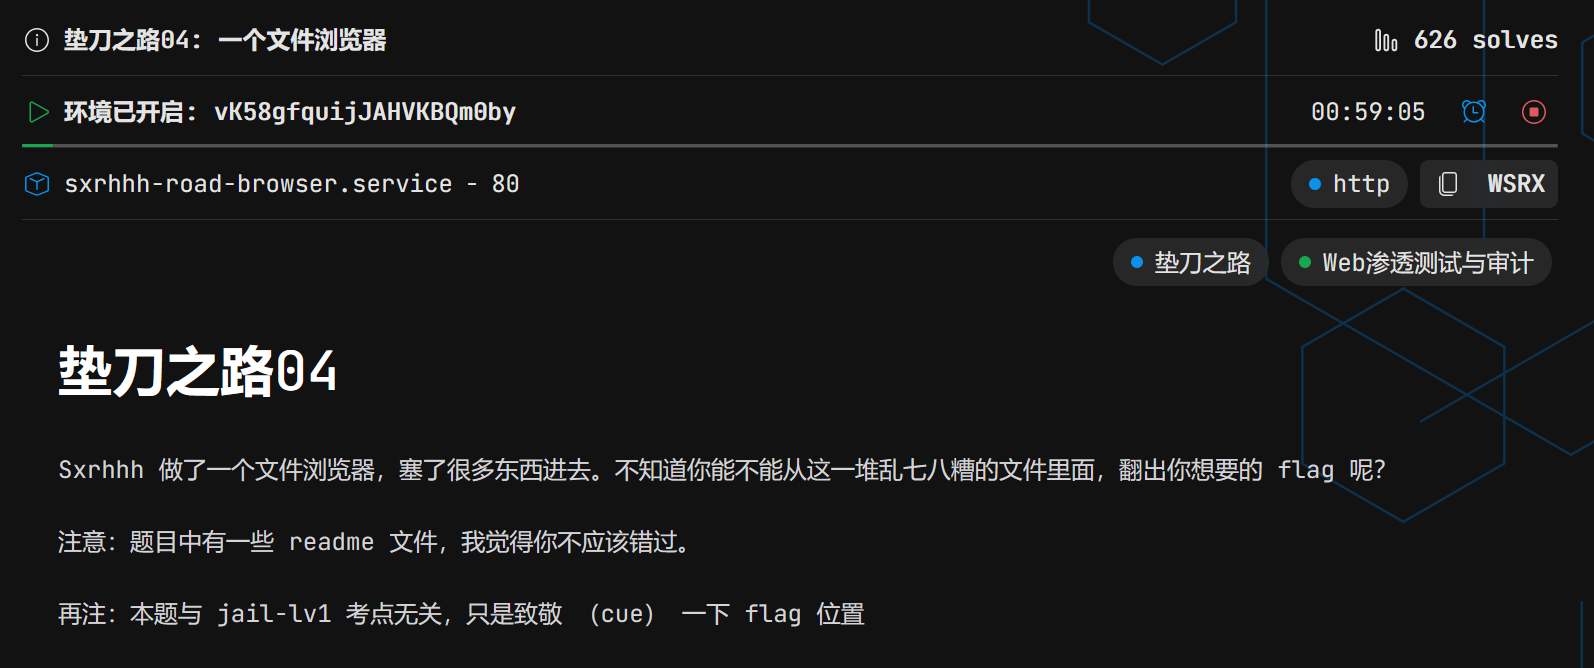 垫刀之路04: 一个文件浏览器 626 solves
环境已开启: vK58gfquijJAHVKBQm0by 00:59:05
sxrhhh-road-browser.service - 80 http WSRX
垫刀之路 Web渗透测试与审计
垫刀之路04
Sxrhhh 做了一个文件浏览器，塞了很多东西进去。不知道你能不能从这一堆乱七八糟的文件里面，翻出你想要的 flag 呢？
注意：题目中有一些 readme 文件，我觉得你不应该错过。
再注：本题与 jail-lv1 考点无关，只是致敬 （cue） 一下 flag 位置